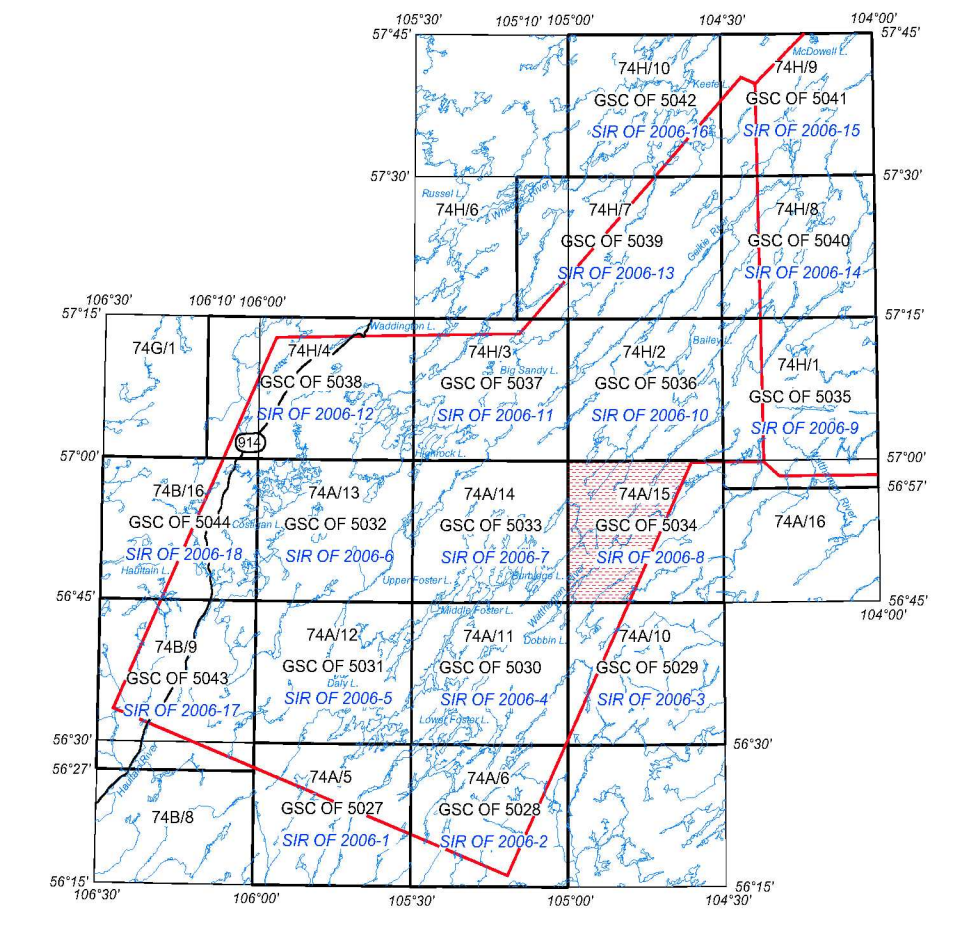 105°30'
105°10'
105°00'
104°30'
104°00'
57°45'
57°45'
McDowell L.
74H/10
74H/9
Keefe L.
GSC OF 5042
GSC OF 5041
SIR OF 2006-16
SIR OF 2006-15
57°30'
57°30'
Russel L.
Wheeler River
74H/6
74H/7
74H/8
Geikie River
GSC OF 5039
GSC OF 5040
SIR OF 2006-13
SIR OF 2006-14
106°30'
106°10'
106°00'
57°15'
57°15'
Waddington L.
74G/1
74H/4
74H/3
74H/2
Bailey L.
74H/1
Big Sandy L.
GSC OF 5038
GSC OF 5037
GSC OF 5036
GSC OF 5035
SIR OF 2006-12
SIR OF 2006-11
SIR OF 2006-10
SIR OF 2006-9
914
57°00'
57°00'
56°57'
74B/16
74A/13
74A/14
74A/15
74A/16
River
GSC OF 5044
Costigan L.
GSC OF 5032
GSC OF 5033
GSC OF 5034
SIR OF 2006-18
SIR OF 2006-6
SIR OF 2006-7
SIR OF 2006-8
Haultain L.
Upper Foster L.
56°45'
56°45'
104°00'
Middle Foster L.
74B/9
74A/12
74A/11
Dobbin L.
74A/10
GSC OF 5043
GSC OF 5031
GSC OF 5030
GSC OF 5029
Daly L.
SIR OF 2006-17
SIR OF 2006-5
SIR OF 2006-4
SIR OF 2006-3
Lower Foster L.
56°30'
56°30'
56°27'
Haultain River
74A/5
74A/6
74B/8
GSC OF 5027
GSC OF 5028
SIR OF 2006-1
SIR OF 2006-2
56°15'
56°15'
106°30'
106°00'
105°30'
105°00'
104°30'